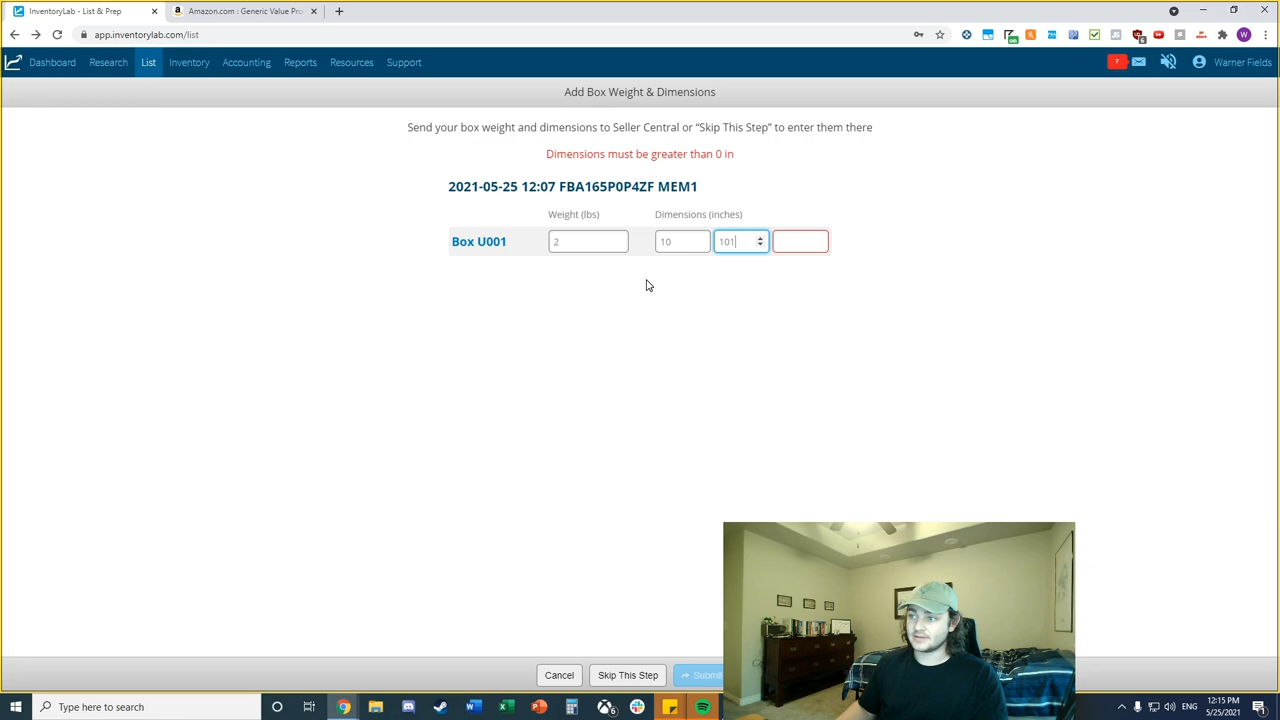 InventoryLab - List & Prep
Amazon.com : Generic Value Pro
app.inventorylab.com/list
Dashboard Research List Inventory Accounting Reports Resources Support
7 Warner Fields
Add Box Weight & Dimensions
Send your box weight and dimensions to Seller Central or “Skip This Step” to enter them there
Dimensions must be greater than 0 in
2021-05-25 12:07 FBA165P0P4ZF MEM1
Weight (lbs) Dimensions (inches)
Box U001 2 10 101
Cancel Skip This Step Submit
Type here to search
ENG
12:15 PM
5/25/2021